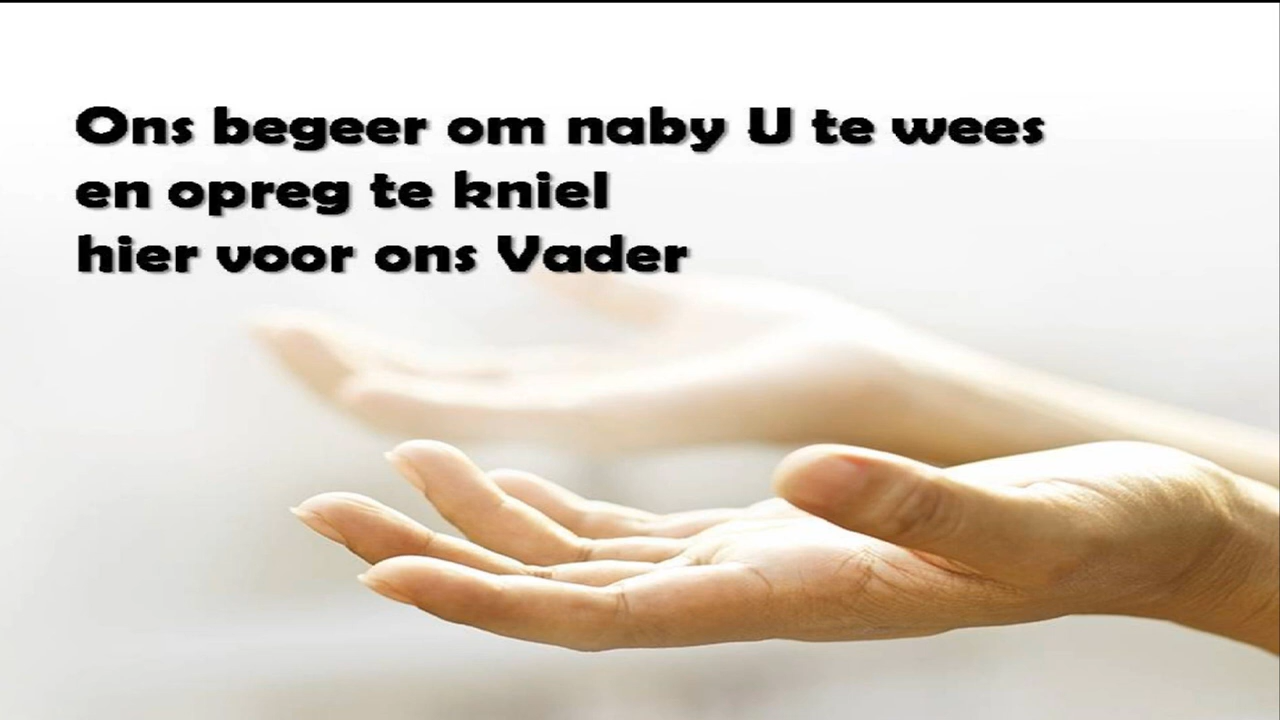 Ons begeer om naby U te wees
en opreg te kniel
hier voor ons Vader